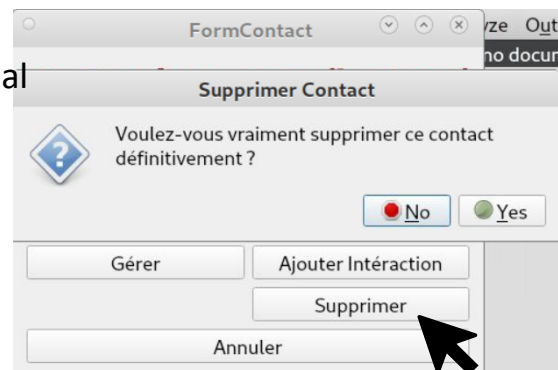 FormContact
yze Out
no docur
al
Supprimer Contact
Voulez-vous vraiment supprimer ce contact
définitivement ?
No Yes
Gérer Ajouter Intéraction
Supprimer
Annuler